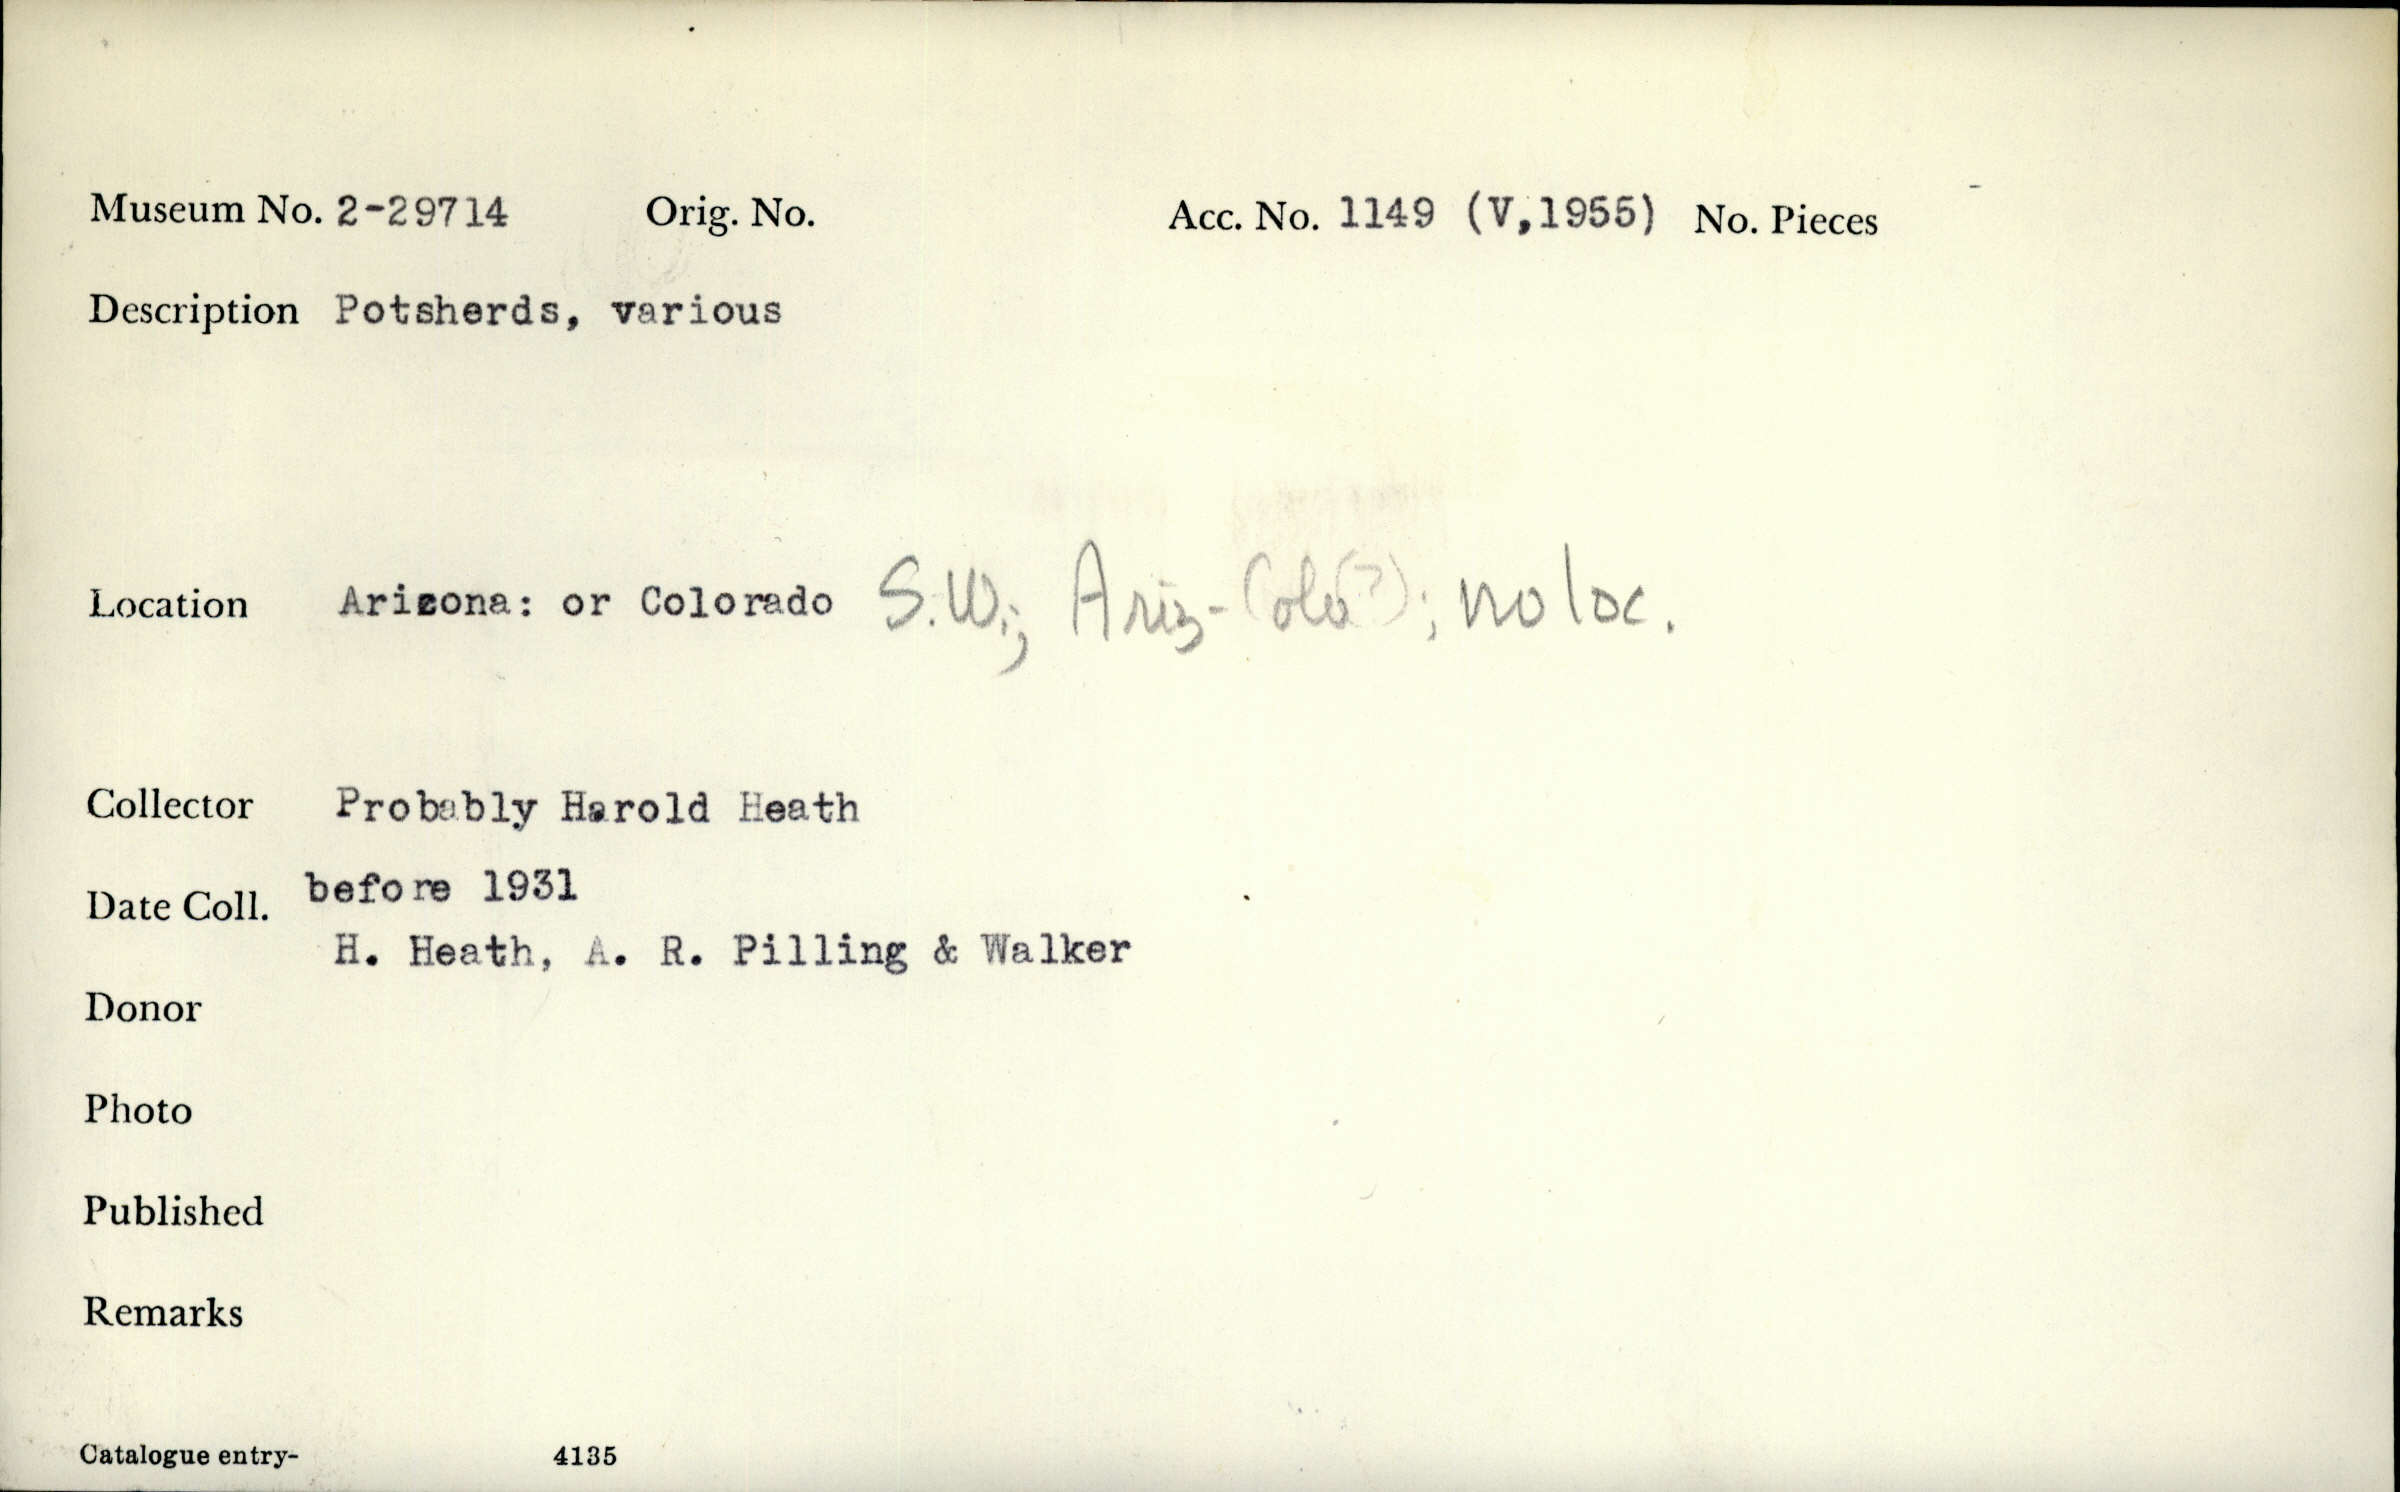 Museum No. 2-29714 Orig. No. Acc. No. 1149 (V,1955) No. Pieces
Description Potsherds, various
Location Arizona: or Colorado S.W.; Ariz-Colo(?); no loc.
Collector Probably Harold Heath
Date Coll. before 1931
H. Heath, A. R. Pilling & Walker
Donor
Photo
Published
Remarks
Catalogue entry- 4135